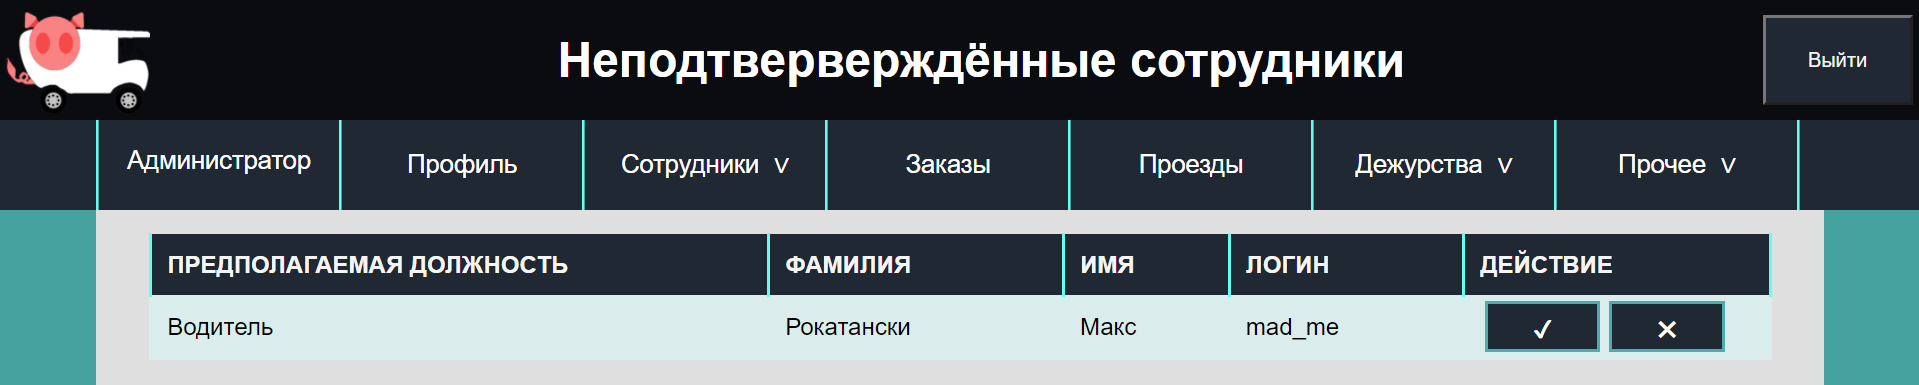 Неподтвервверждённые сотрудники
Выйти
Администратор Профиль Сотрудники V Заказы Проезды Дежурства V Прочее V
ПРЕДПОЛАГАЕМАЯ ДОЛЖНОСТЬ ФАМИЛИЯ ИМЯ ЛОГИН ДЕЙСТВИЕ
Водитель Рокатански Макс mad_me ✓ ✕